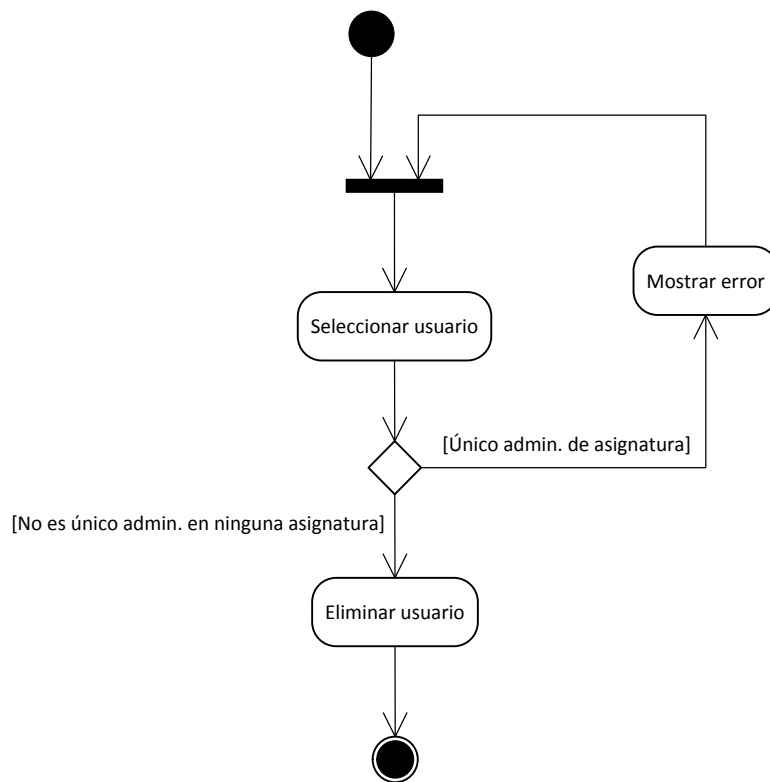 Mostrar error
Seleccionar usuario
[Único admin. de asignatura]
[No es único admin. en ninguna asignatura]
Eliminar usuario